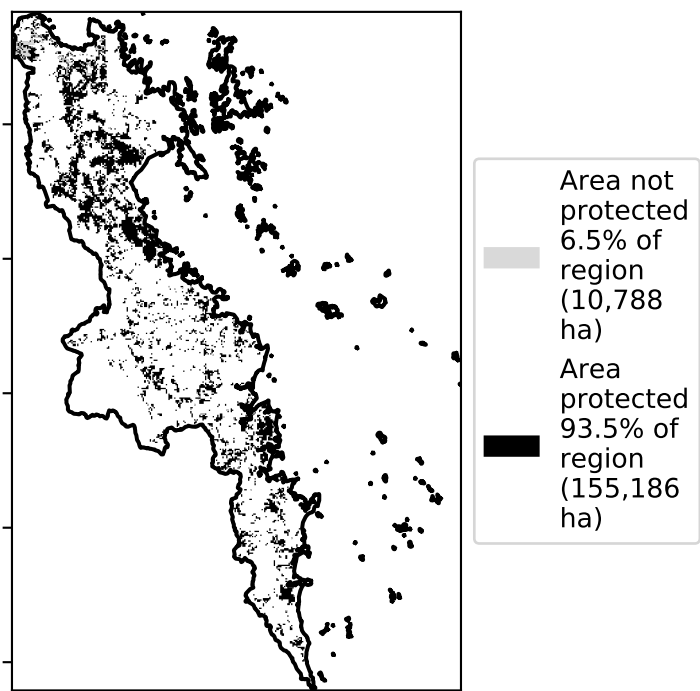 Area not
protected
6.5% of
region
(10,788
ha)
Area
protected
93.5% of
region
(155,186
ha)